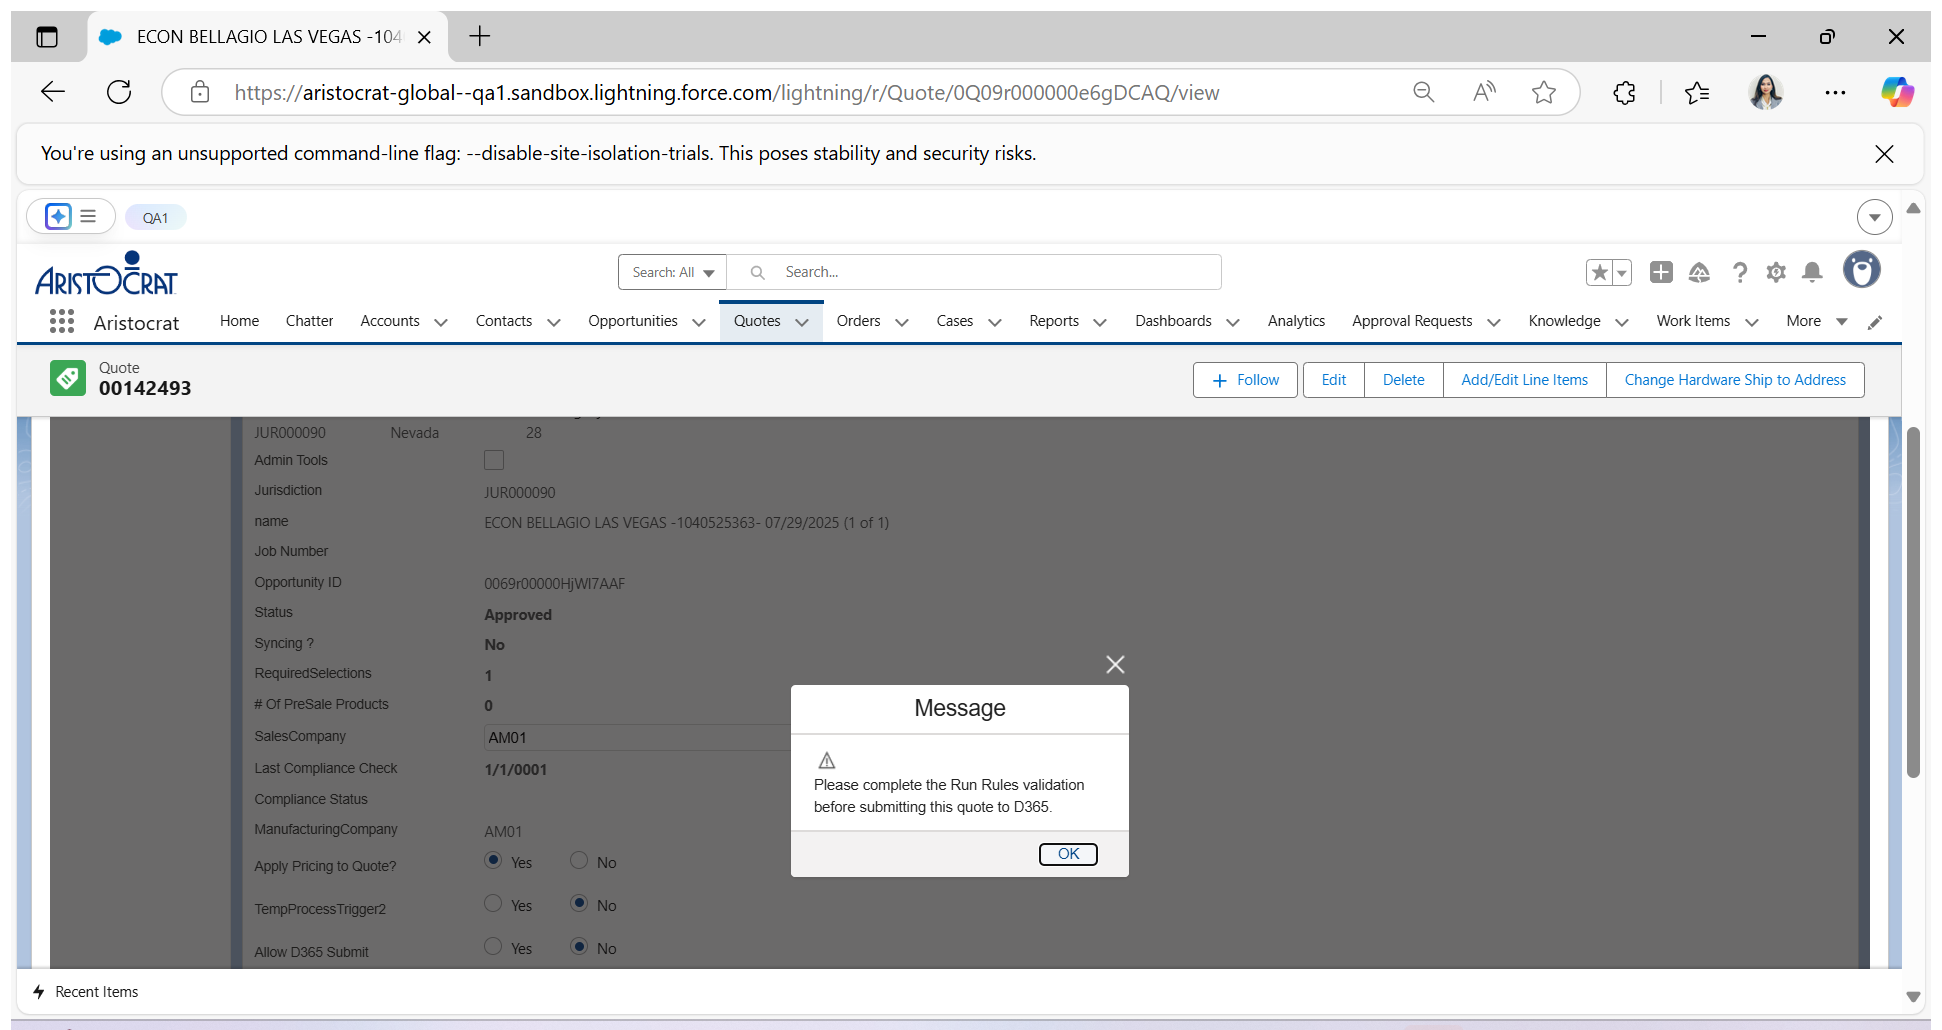 ECON BELLAGIO LAS VEGAS -104
https://aristocrat-global--qa1.sandbox.lightning.force.com/lightning/r/Quote/0Q09r000000e6gDCAQ/view
You're using an unsupported command-line flag: --disable-site-isolation-trials. This poses stability and security risks.
QA1
ARISTOCRAT
Search: All
Search...
Aristocrat
Home
Chatter
Accounts
Contacts
Opportunities
Quotes
Orders
Cases
Reports
Dashboards
Analytics
Approval Requests
Knowledge
Work Items
More
Quote
00142493
Follow
Edit
Delete
Add/Edit Line Items
Change Hardware Ship to Address
JUR000090 Nevada 28
Admin Tools
Jurisdiction JUR000090
name ECON BELLAGIO LAS VEGAS -1040525363- 07/29/2025 (1 of 1)
Job Number
Opportunity ID 0069r00000HjWI7AAF
Status Approved
Syncing ? No
RequiredSelections 1
# Of PreSale Products 0
SalesCompany AM01
Last Compliance Check 1/1/0001
Compliance Status
ManufacturingCompany AM01
Apply Pricing to Quote? Yes No
TempProcessTrigger2 Yes No
Allow D365 Submit Yes No
Message
Please complete the Run Rules validation
before submitting this quote to D365.
OK
Recent Items